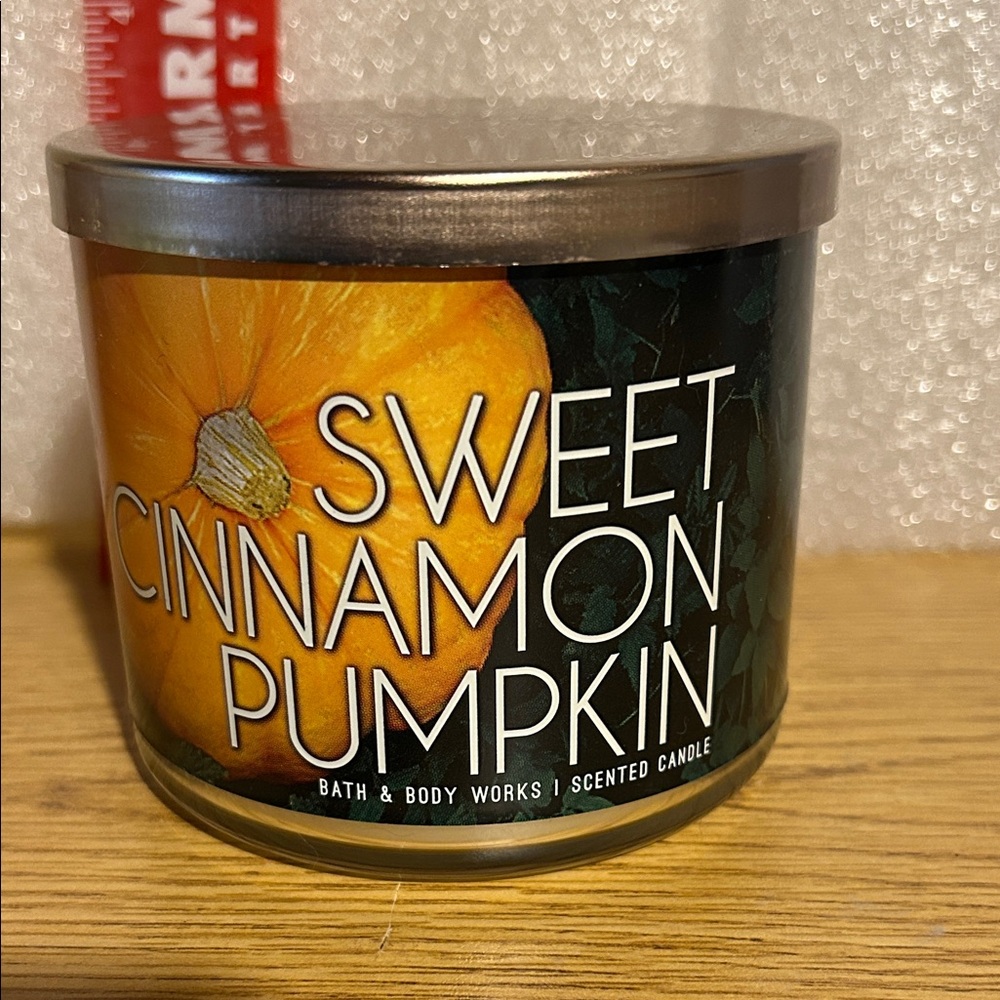 SWEET
CINNAMON
PUMPKIN
BATH & BODY WORKS | SCENTED CANDLE